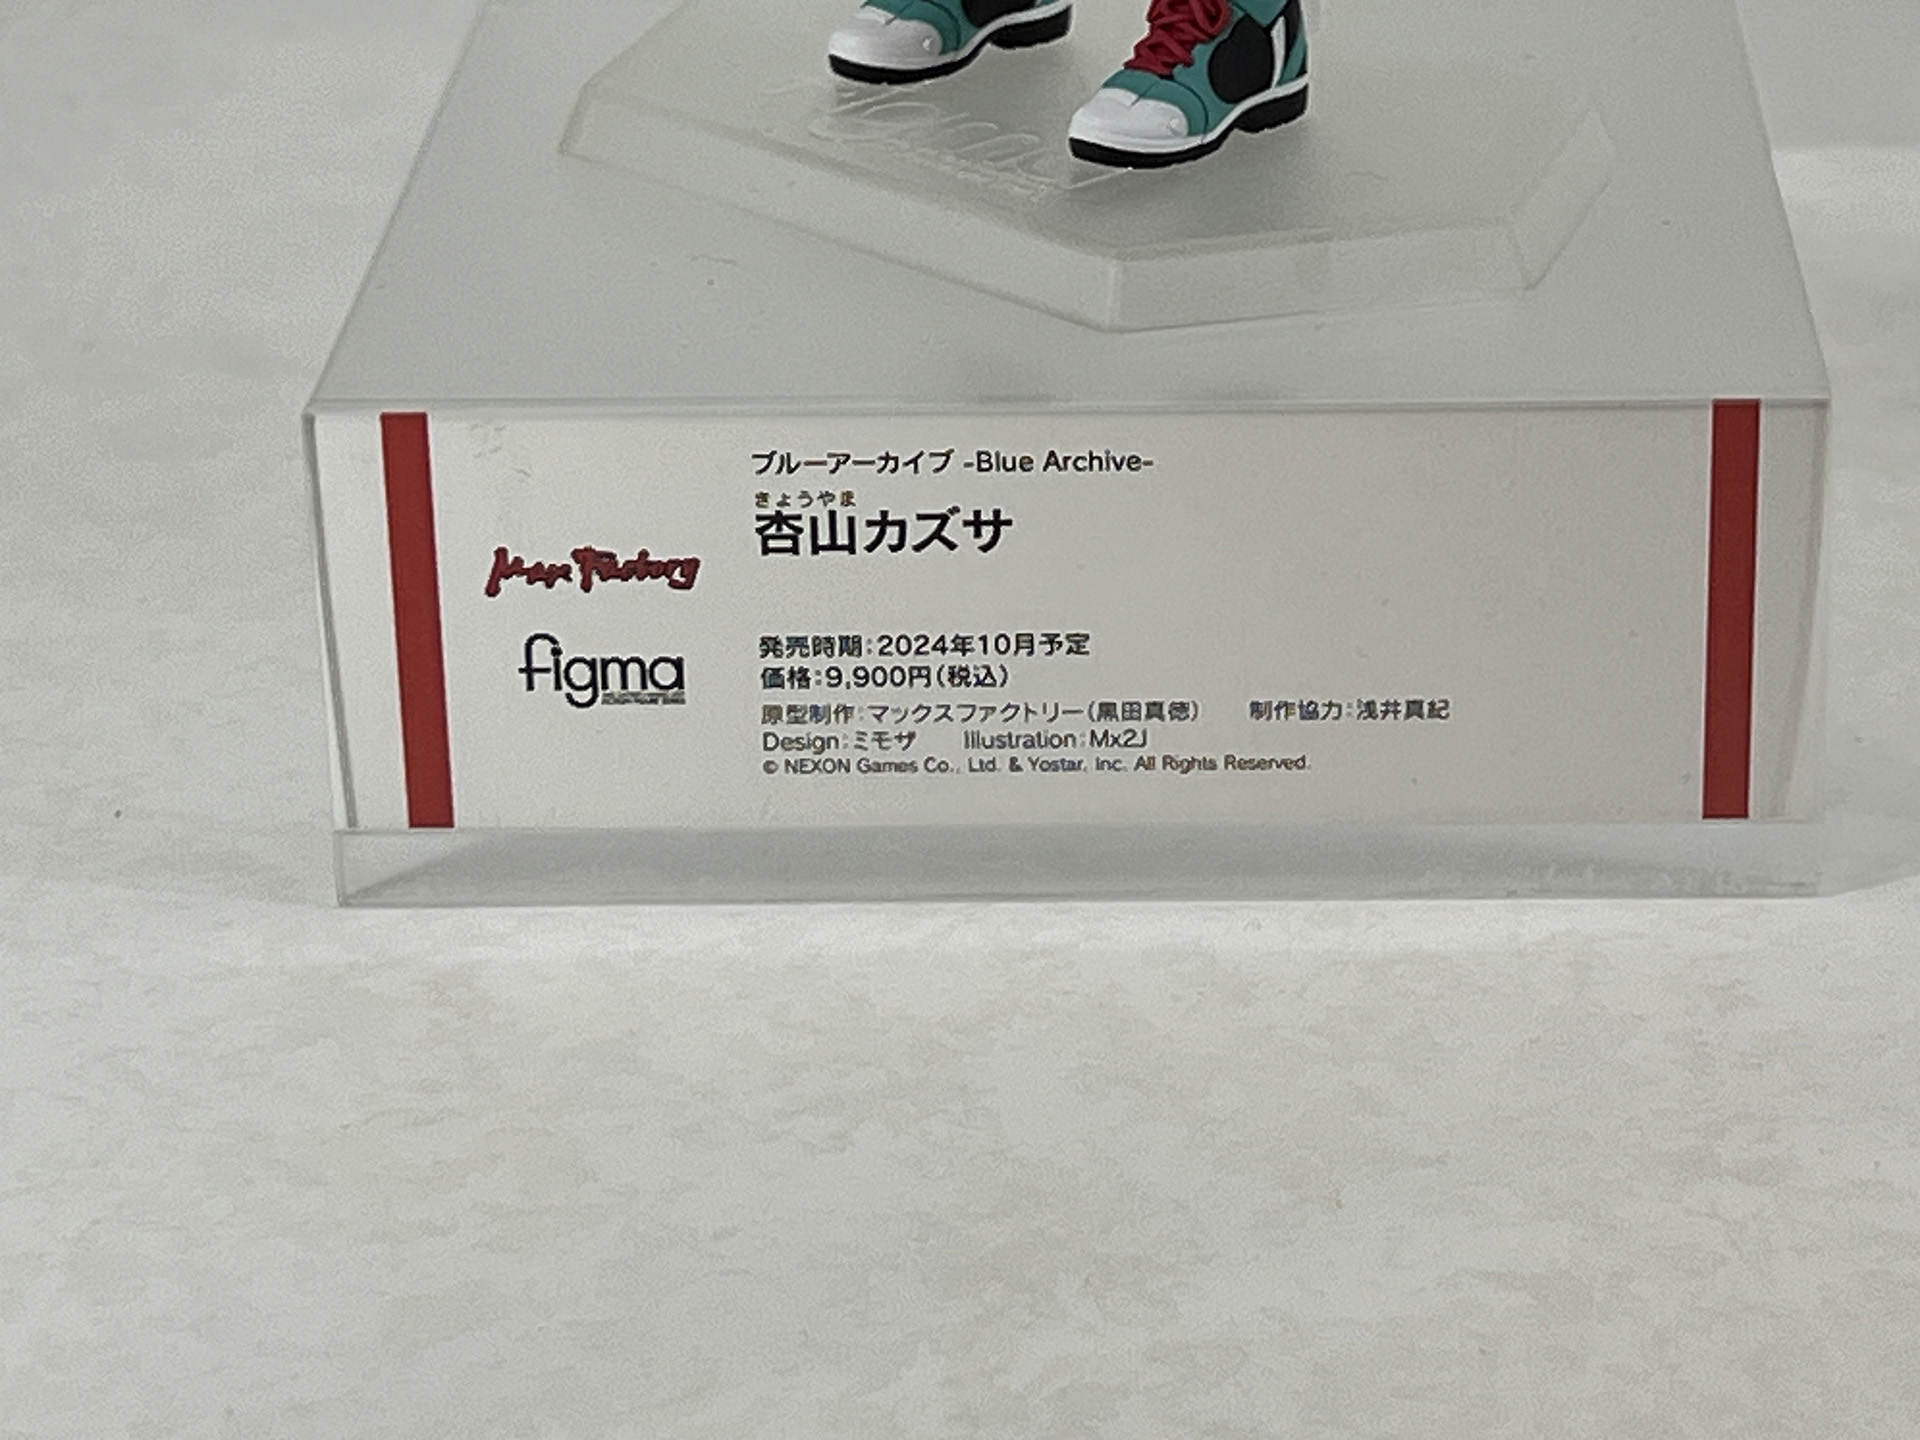 ブルーアーカイブ -Blue Archive-
きょうやま
杏山カズサ
Max Factory
figma
発売時期:2024年10月予定
価格:9,900円(税込)
原型制作:マックスファクトリー(黒田真徳)　制作協力:浅井真紀
Design:ミモザ　Illustration:Mx2J
© NEXON Games Co., Ltd. & Yostar, Inc. All Rights Reserved.